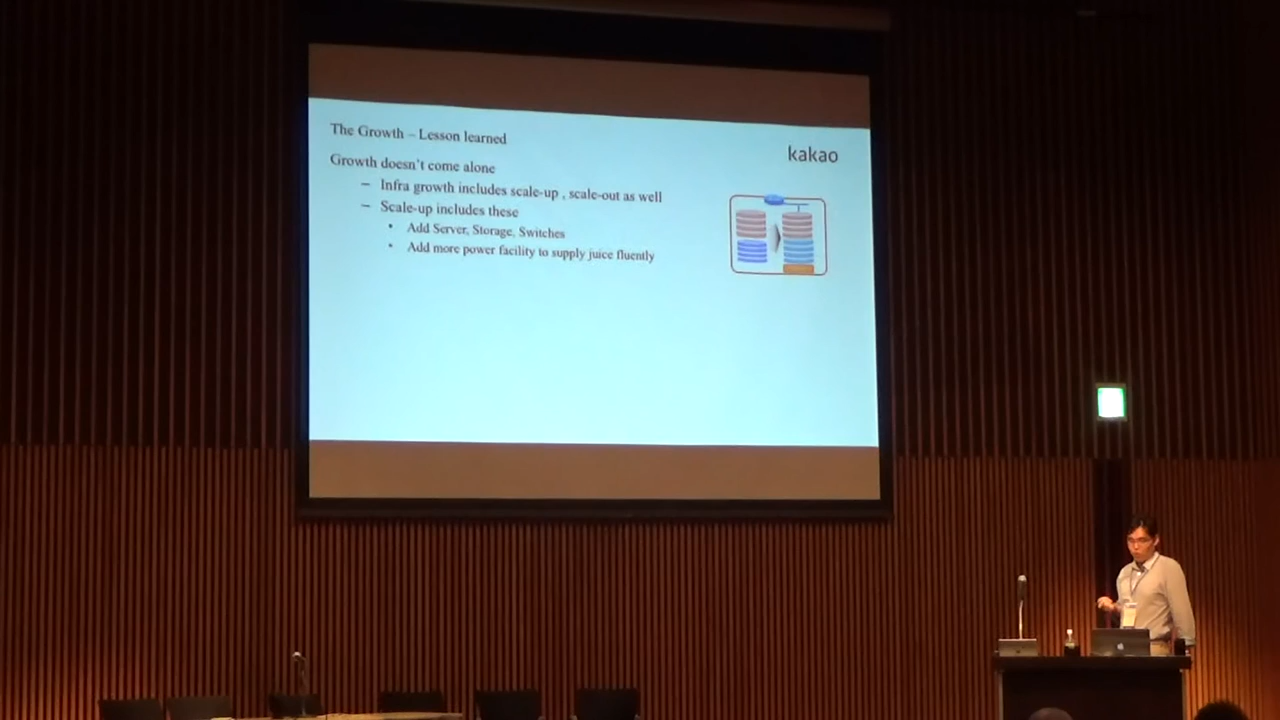 The Growth – Lesson learned
kakao
Growth doesn't come alone
– Infra growth includes scale-up , scale-out as well
– Scale-up includes these
• Add Server, Storage, Switches
• Add more power facility to supply juice fluently